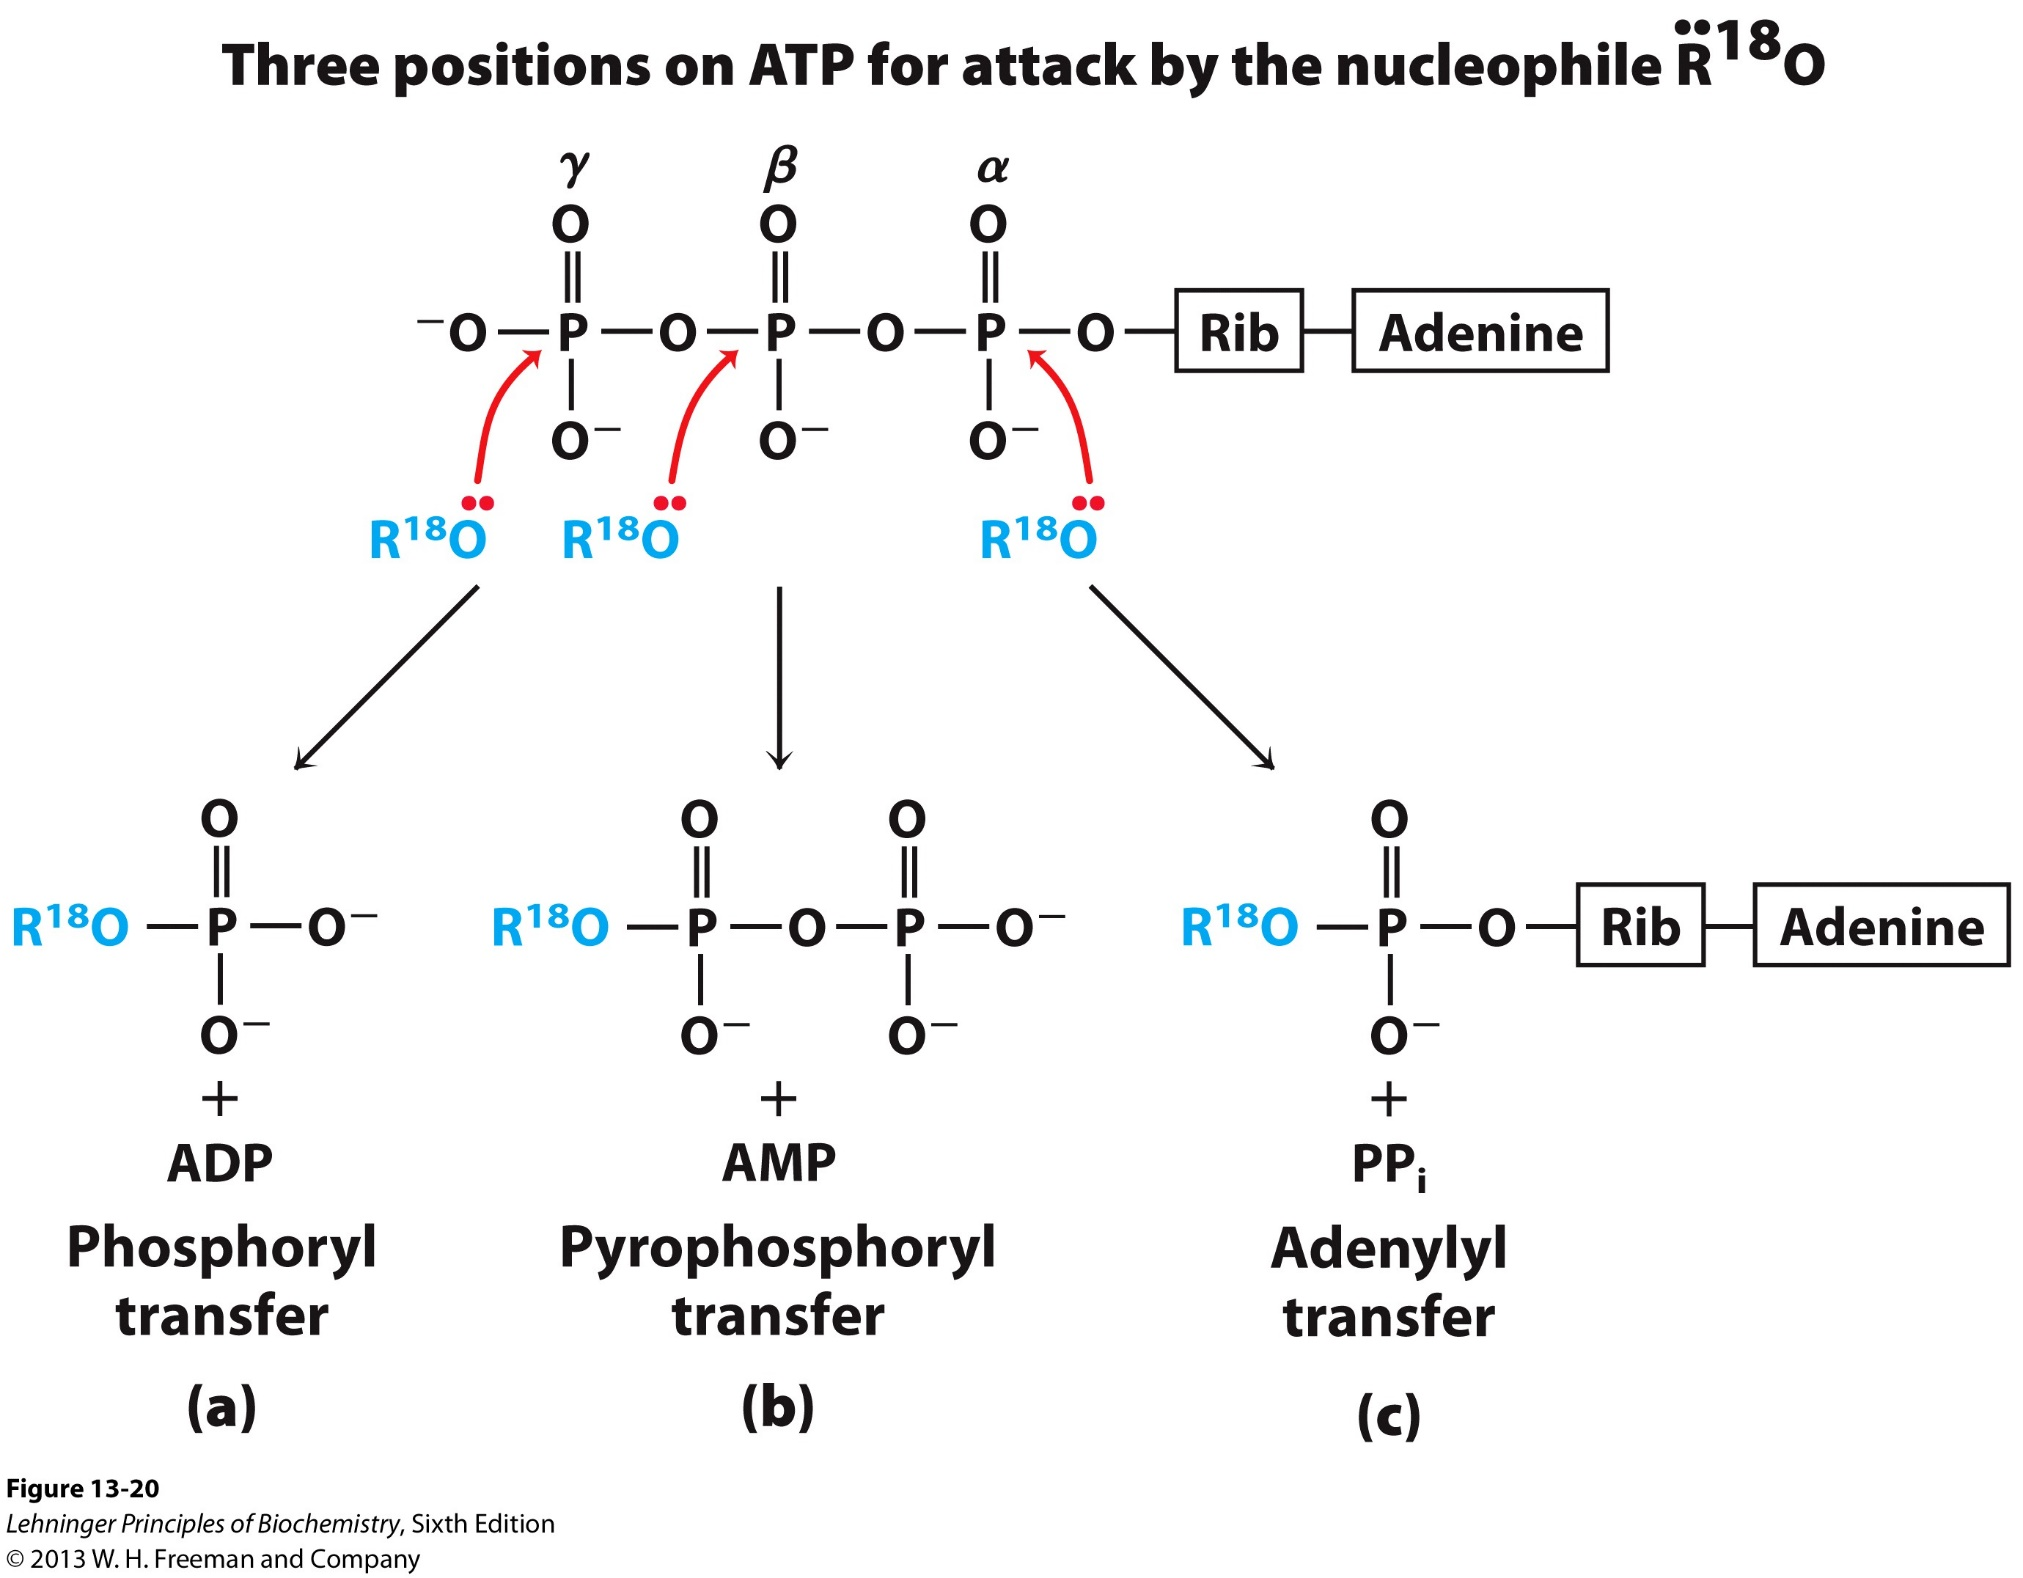 Three positions on ATP for attack by the nucleophile R̈¹⁸O
γ β α
O O O
⁻O—P—O—P—O—P—O—Rib—Adenine
O⁻ O⁻ O⁻
R¹⁸O R¹⁸O R¹⁸O
O O O O
R¹⁸O—P—O⁻ R¹⁸O—P—O—P—O⁻ R¹⁸O—P—O—Rib—Adenine
O⁻ O⁻ O⁻ O⁻
+ + +
ADP AMP PPᵢ
Phosphoryl Pyrophosphoryl Adenylyl
transfer transfer transfer
(a) (b) (c)
Figure 13-20
Lehninger Principles of Biochemistry, Sixth Edition
© 2013 W. H. Freeman and Company